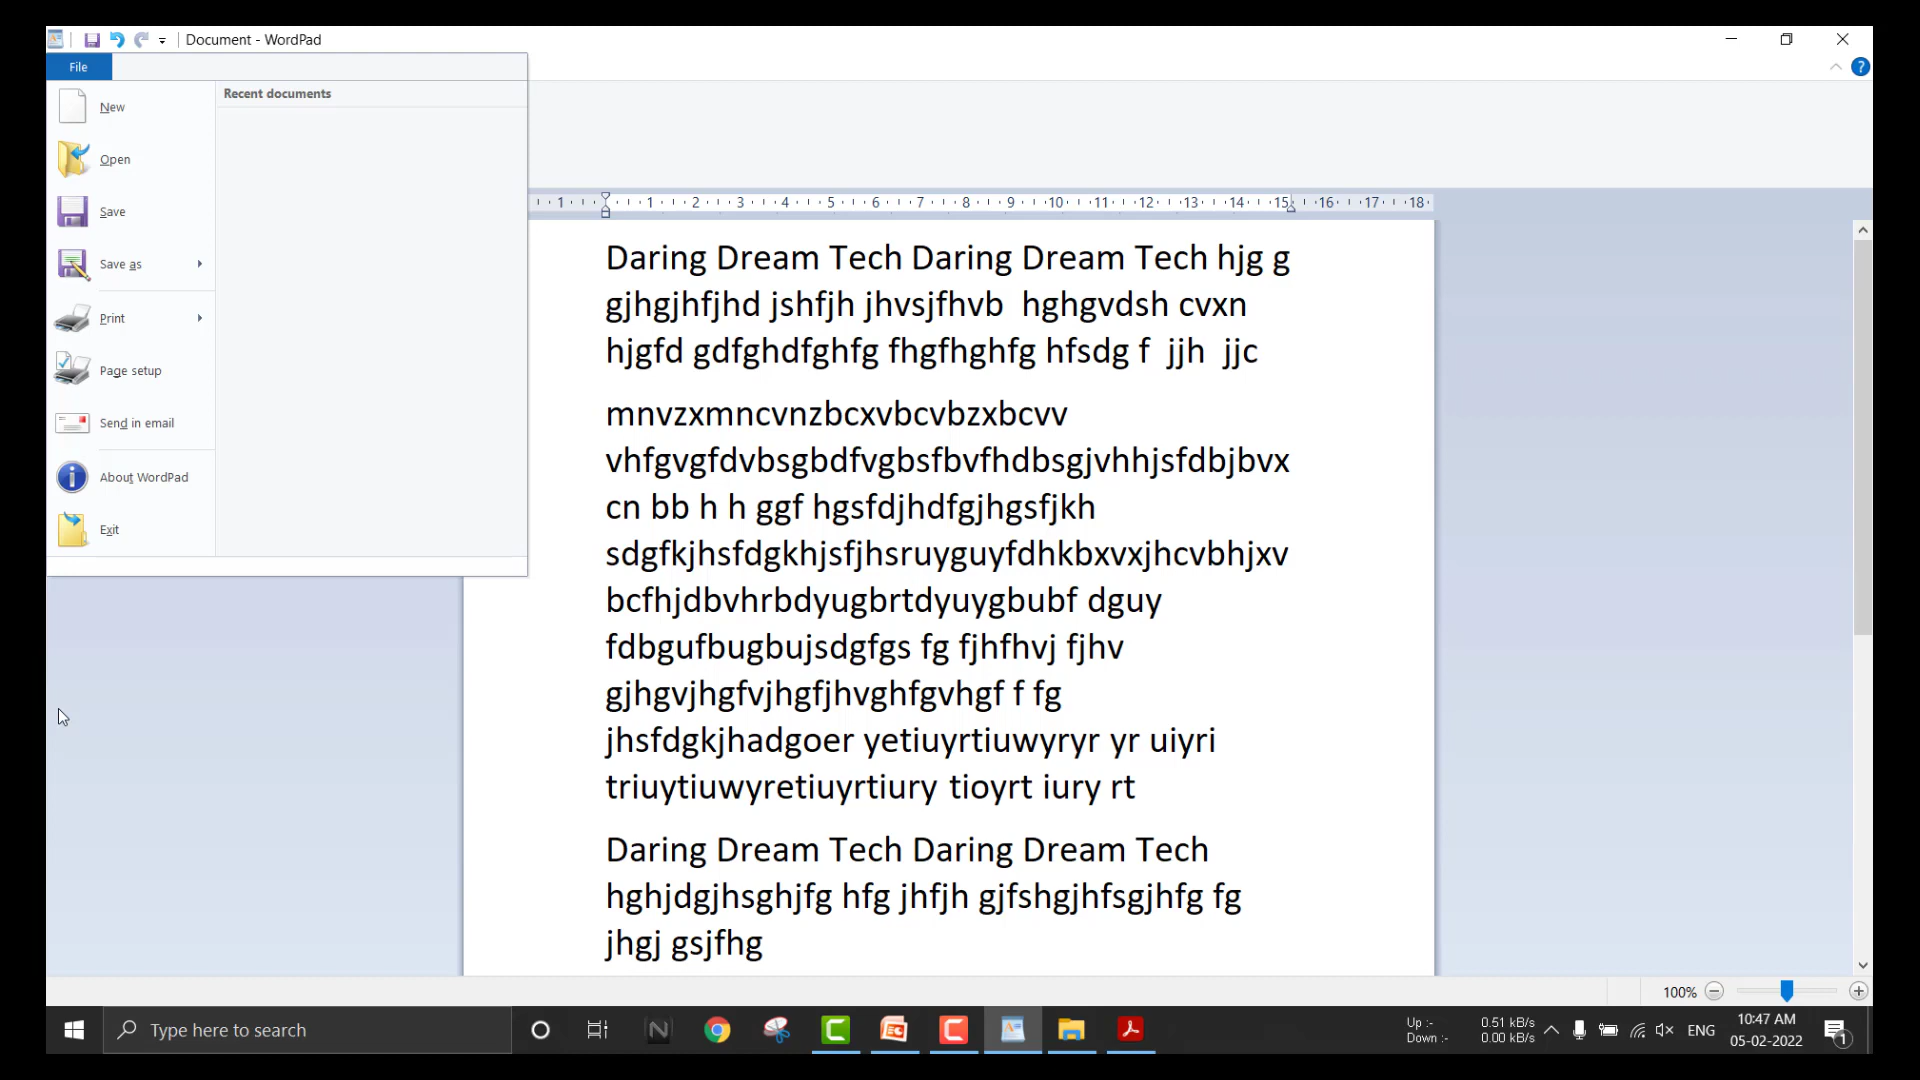 Document - WordPad
File
Recent documents
New
Open
Save
Save as
Print
Page setup
Send in email
About WordPad
Exit
1 1 2 3 4 5 6 7 8 9 10 11 12 13 14 15 16 17 18
Daring Dream Tech Daring Dream Tech hjg g
gjhgjhfjhd jshfjh jhvsjfhvb  hghgvdsh cvxn
hjgfd gdfghdfghfg fhgfhghfg hfsdg f  jjh  jjc
mnvzxmncvnzbcxvbcvbzxbcvv
vhfgvgfdvbsgbdfvgbsfbvfhdbsgjvhhjsfdbjbvx
cn bb h h ggf hgsfdjhdfgjhgsfjkh
sdgfkjhsfdgkhjsfjhsruyguyfdhkbxvxjhcvbhjxv
bcfhjdbvhrbdyugbrtdyuygbubf dguy
fdbgufbugbujsdgfgs fg fjhfhvj fjhv
gjhgvjhgfvjhgfjhvghfgvhgf f fg
jhsfdgkjhadgoer yetiuyrtiuwyryr yr uiyri
triuytiuwyretiuyrtiury tioyrt iury rt
Daring Dream Tech Daring Dream Tech
hghjdgjhsghjfg hfg jhfjh gjfshgjhfsgjhfg fg
jhgj gsjfhg
100%
Type here to search
Up :- 0.51 kB/s
Down :- 0.00 kB/s
ENG
10:47 AM
05-02-2022
1